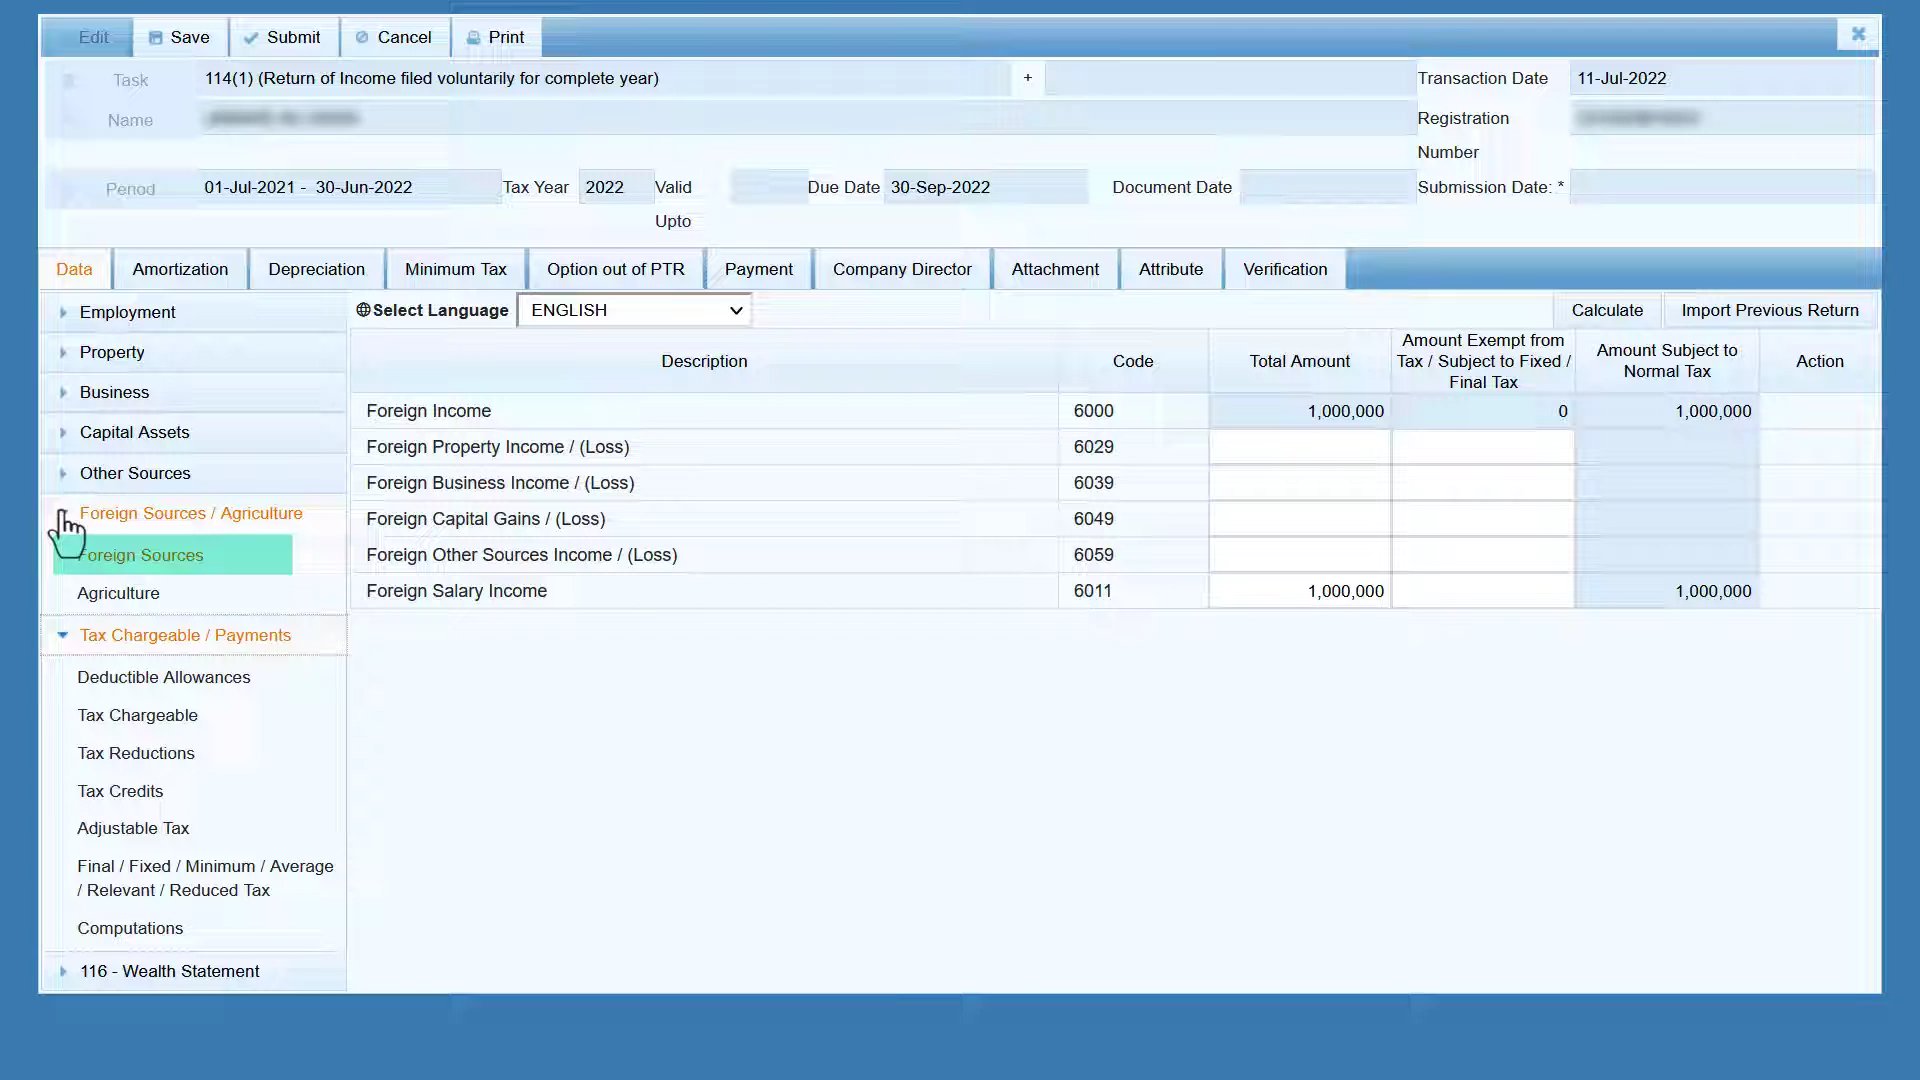 Edit Save Submit Cancel Print
Task 114(1) (Return of Income filed voluntarily for complete year) + Transaction Date 11-Jul-2022
Name Registration
Number
Period 01-Jul-2021 - 30-Jun-2022 Tax Year 2022 Valid Due Date 30-Sep-2022 Document Date Submission Date: *
Upto
Data Amortization Depreciation Minimum Tax Option out of PTR Payment Company Director Attachment Attribute Verification
Employment
Property
Business
Capital Assets
Other Sources
Foreign Sources / Agriculture
Foreign Sources
Agriculture
Tax Chargeable / Payments
Deductible Allowances
Tax Chargeable
Tax Reductions
Tax Credits
Adjustable Tax
Final / Fixed / Minimum / Average
/ Relevant / Reduced Tax
Computations
116 - Wealth Statement
Select Language ENGLISH Calculate Import Previous Return
Description Code Total Amount Amount Exempt from
Tax / Subject to Fixed /
Final Tax Amount Subject to
Normal Tax Action
Foreign Income 6000 1,000,000 0 1,000,000
Foreign Property Income / (Loss) 6029
Foreign Business Income / (Loss) 6039
Foreign Capital Gains / (Loss) 6049
Foreign Other Sources Income / (Loss) 6059
Foreign Salary Income 6011 1,000,000 1,000,000